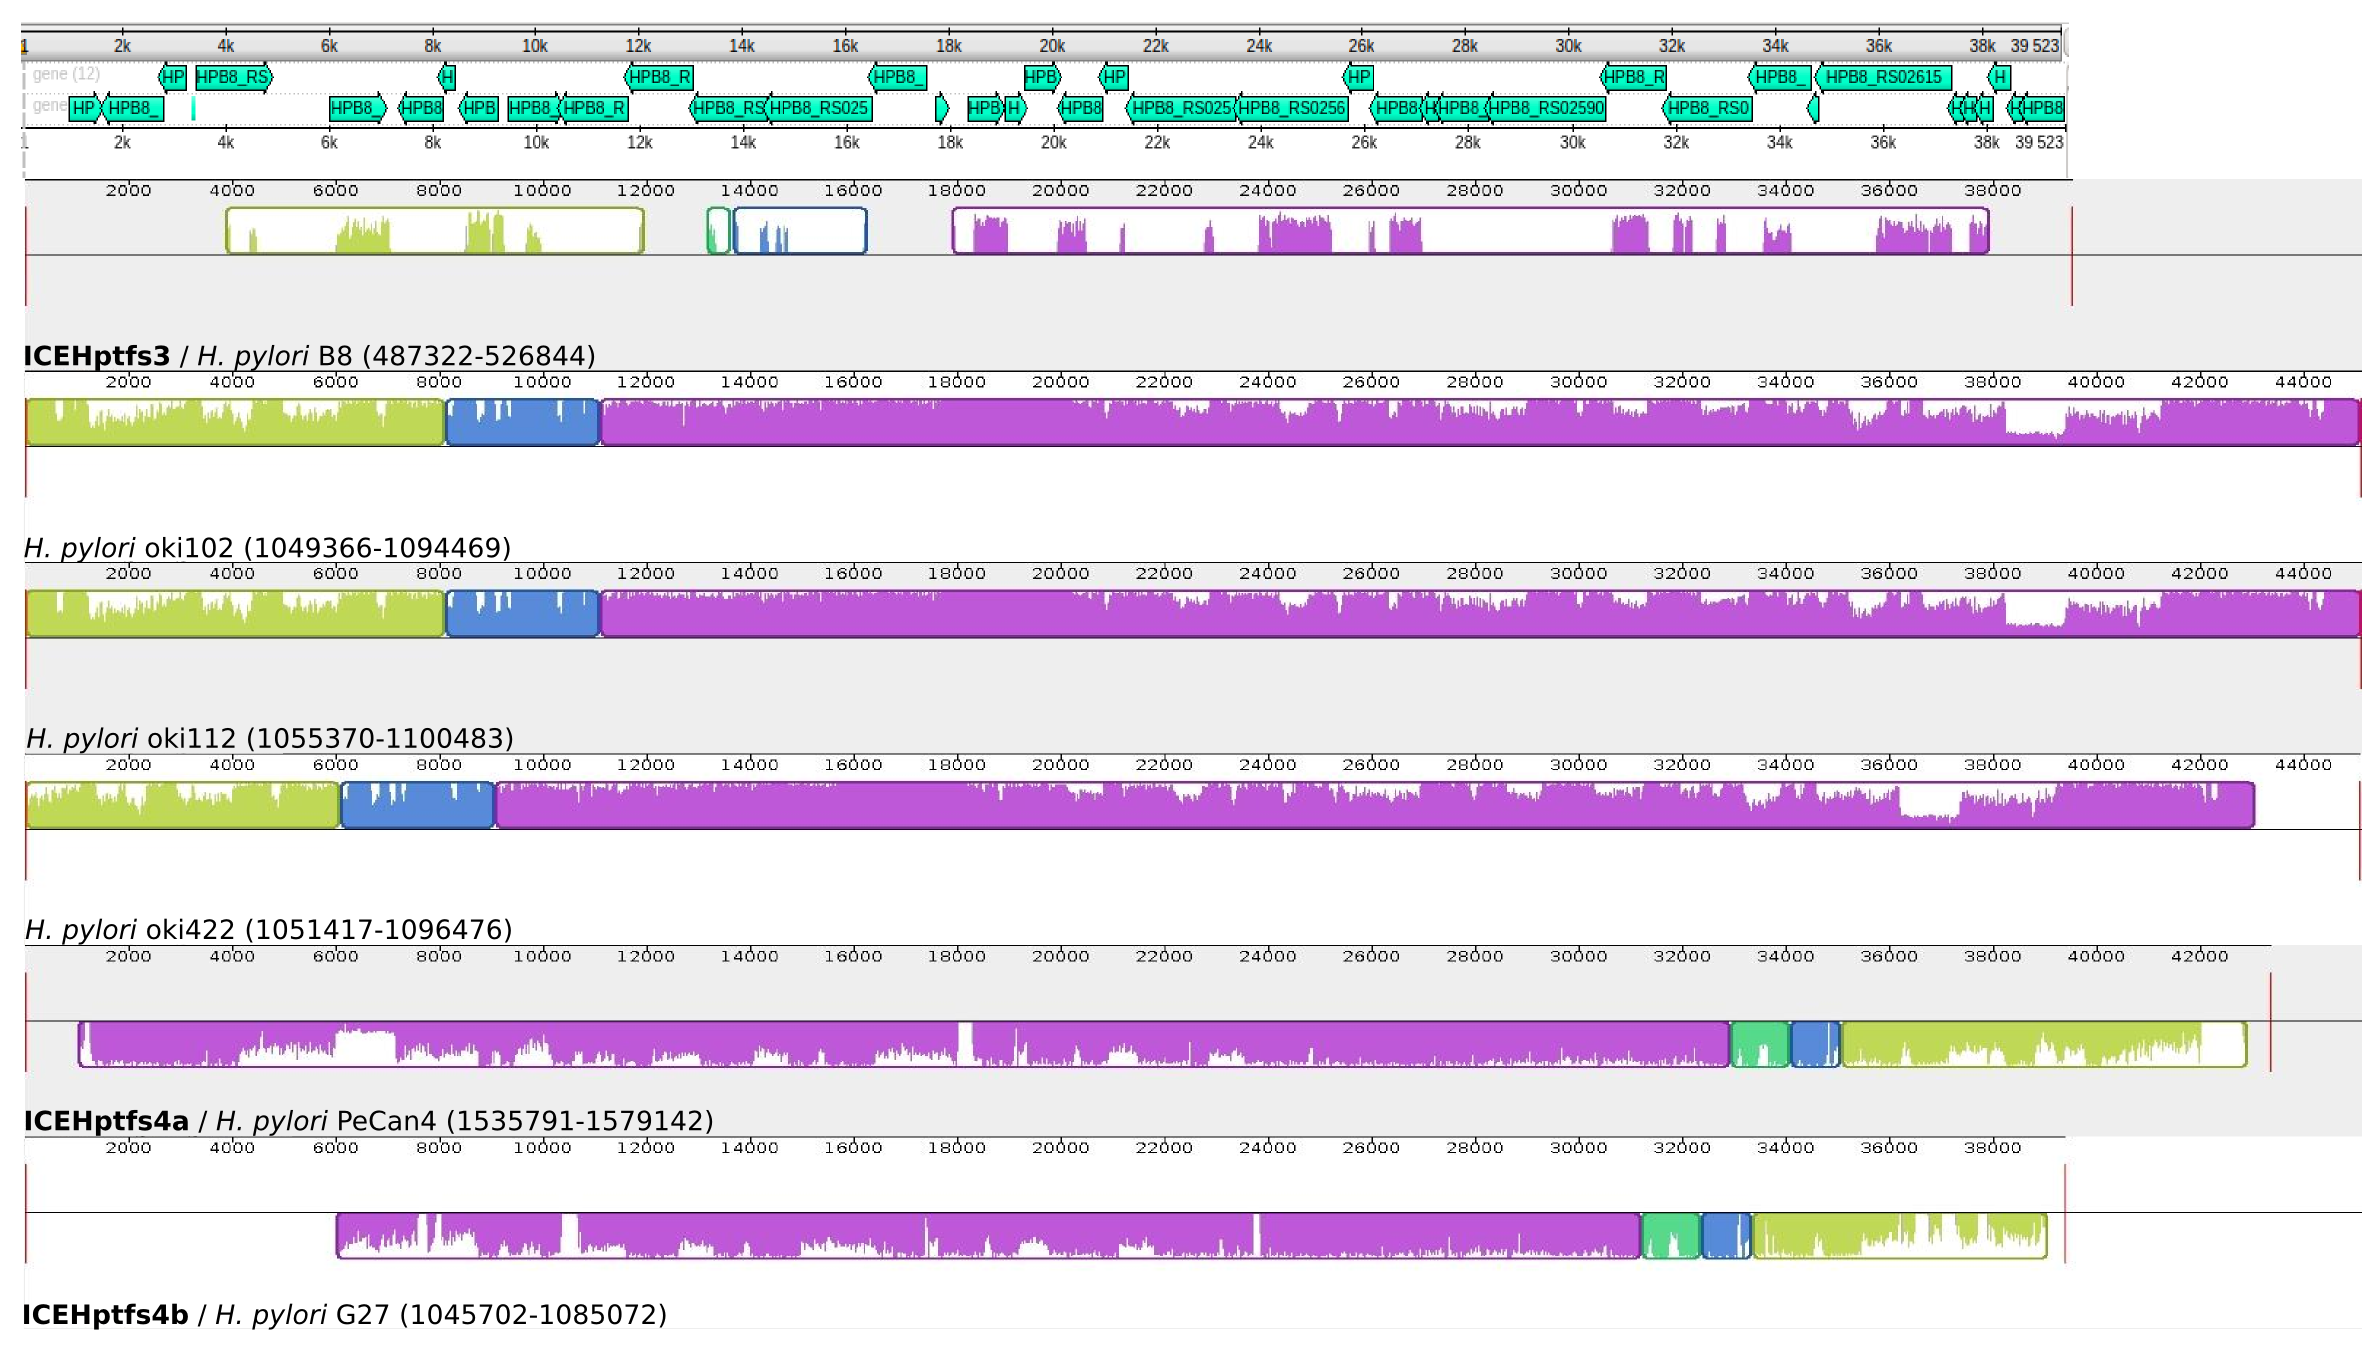 1 2k 4k 6k 8k 10k 12k 14k 16k 18k 20k 22k 24k 26k 28k 30k 32k 34k 36k 38k 39 523
gene (12) HP HPB8_RS H HPB8_R HPB8_ HPB HP HP HPB8_R HPB8_ HPB8_RS02615 H
gene HP HPB8_ HPB8_ HPB8 HPB HPB8_ HPB8_R HPB8_RS HPB8_RS025 HPB H HPB8 HPB8_RS025 HPB8_RS0256 HPB8 H HPB8_ HPB8_RS02590 HPB8_RS0 H H H H HPB8
1 2k 4k 6k 8k 10k 12k 14k 16k 18k 20k 22k 24k 26k 28k 30k 32k 34k 36k 38k 39 523
2000 4000 6000 8000 10000 12000 14000 16000 18000 20000 22000 24000 26000 28000 30000 32000 34000 36000 38000
ICEHptfs3 / H. pylori B8 (487322-526844)
2000 4000 6000 8000 10000 12000 14000 16000 18000 20000 22000 24000 26000 28000 30000 32000 34000 36000 38000 40000 42000 44000
H. pylori oki102 (1049366-1094469)
2000 4000 6000 8000 10000 12000 14000 16000 18000 20000 22000 24000 26000 28000 30000 32000 34000 36000 38000 40000 42000 44000
H. pylori oki112 (1055370-1100483)
2000 4000 6000 8000 10000 12000 14000 16000 18000 20000 22000 24000 26000 28000 30000 32000 34000 36000 38000 40000 42000 44000
H. pylori oki422 (1051417-1096476)
2000 4000 6000 8000 10000 12000 14000 16000 18000 20000 22000 24000 26000 28000 30000 32000 34000 36000 38000 40000 42000
ICEHptfs4a / H. pylori PeCan4 (1535791-1579142)
2000 4000 6000 8000 10000 12000 14000 16000 18000 20000 22000 24000 26000 28000 30000 32000 34000 36000 38000
ICEHptfs4b / H. pylori G27 (1045702-1085072)